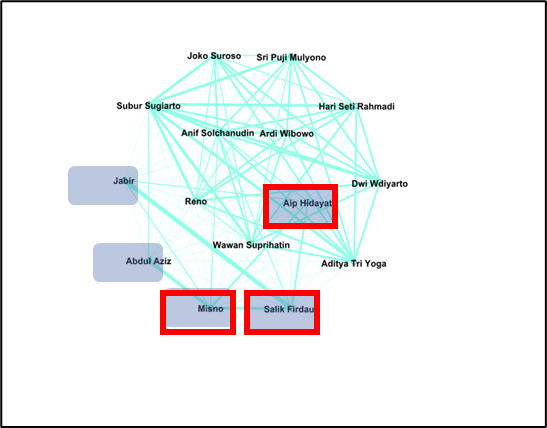 Joko Suroso
Sri Puji Mulyono
Subur Sugiarto
Hari Seti Rahmadi
Anif Solchanudin
Ardi Wibowo
Jabir
Dwi Wdiyarto
Reno
Aip Hidayat
Wawan Suprihatin
Abdul Aziz
Aditya Tri Yoga
Misno
Salik Firdau